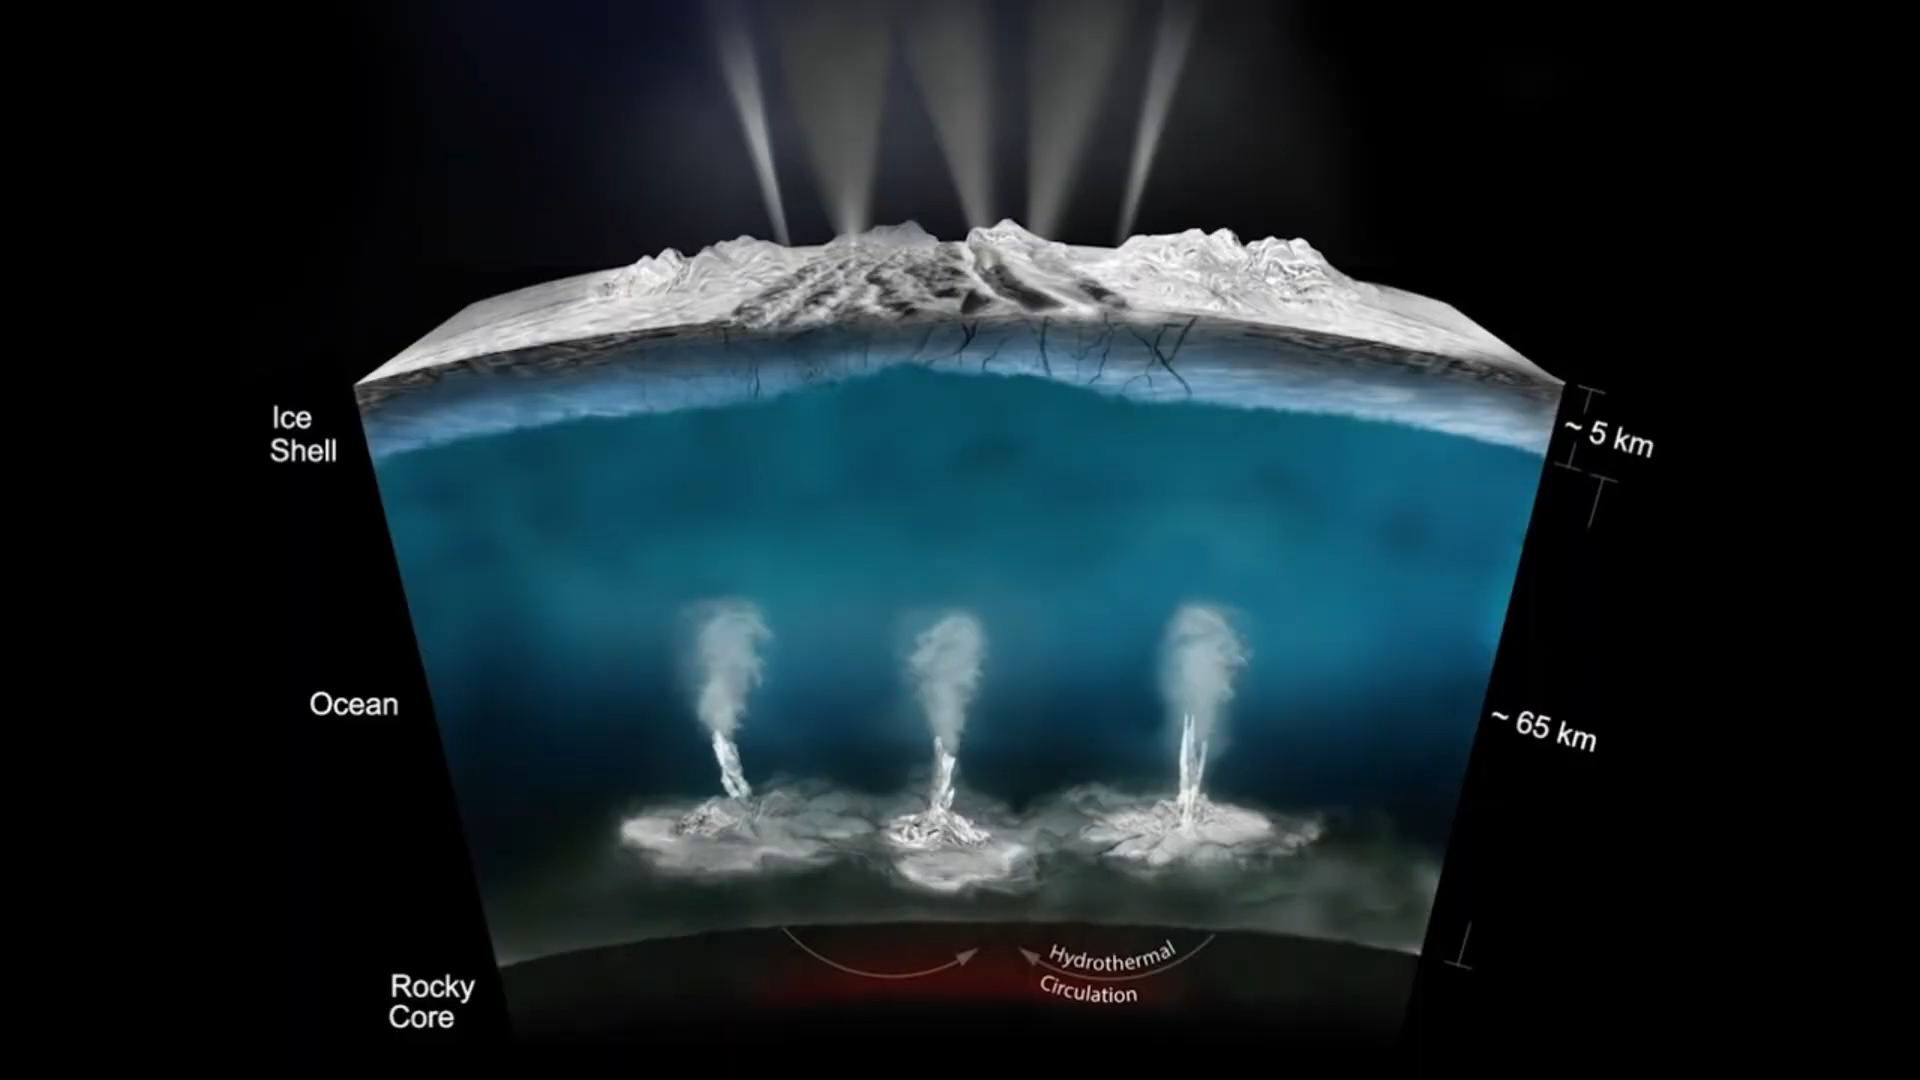 Ice
Shell
~ 5 km
Ocean
~ 65 km
Hydrothermal
Circulation
Rocky
Core